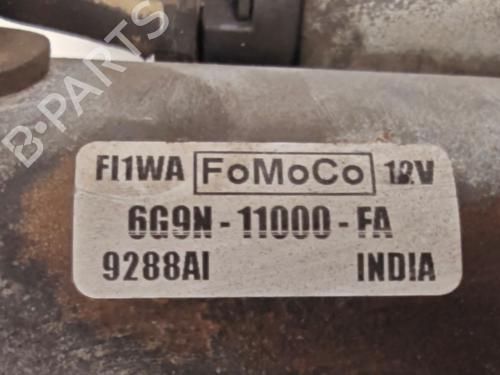 B-PARTS
FI1WA FoMoCo 12V
6G9N-11000-FA
9288AI INDIA